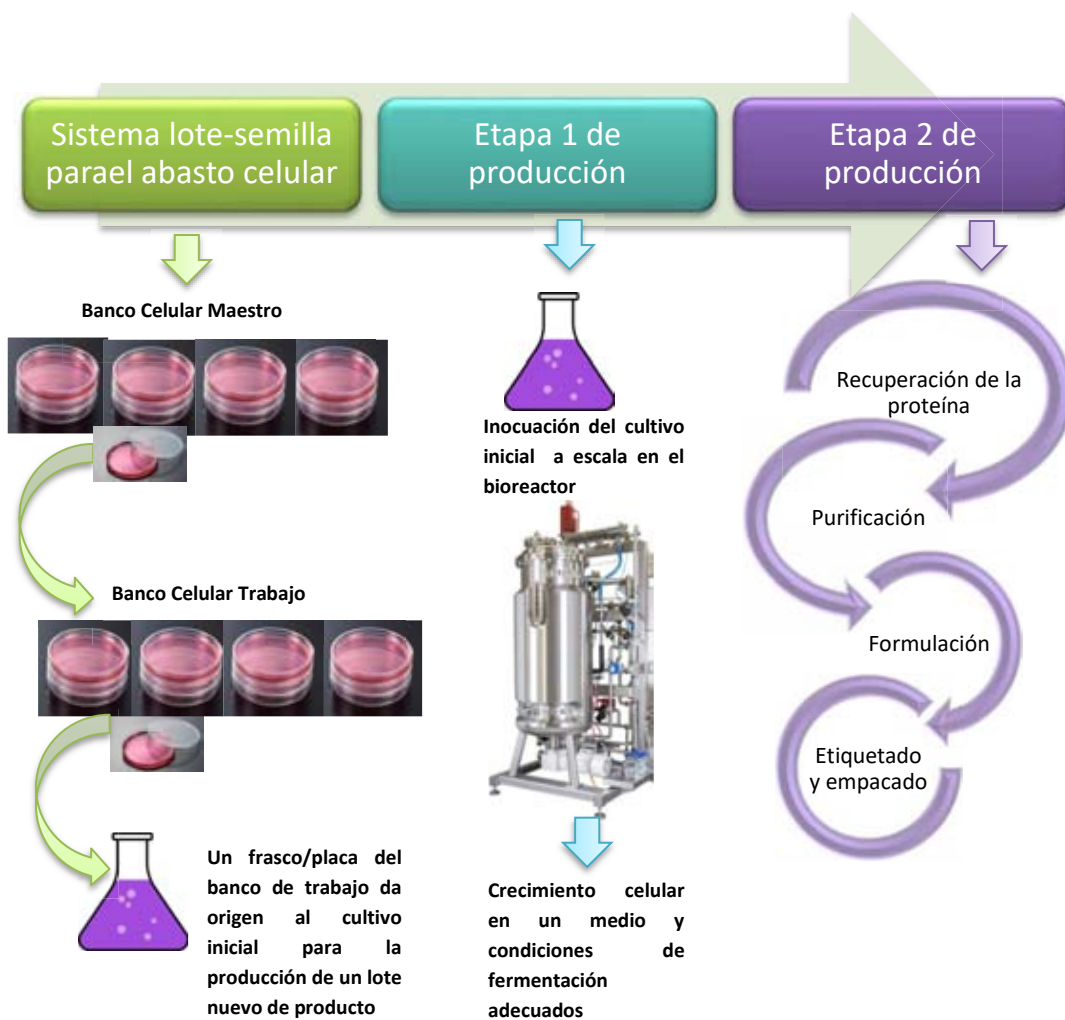 Sistema lote-semilla
parael abasto celular
Etapa 1 de
producción
Etapa 2 de
producción
Banco Celular Maestro
Banco Celular Trabajo
Un frasco/placa del
banco de trabajo da
origen al cultivo
inicial para la
producción de un lote
nuevo de producto
Inocuación del cultivo
inicial a escala en el
bioreactor
Crecimiento celular
en un medio y
condiciones de
fermentación
adecuados
Recuperación de la
proteína
Purificación
Formulación
Etiquetado
y empacado